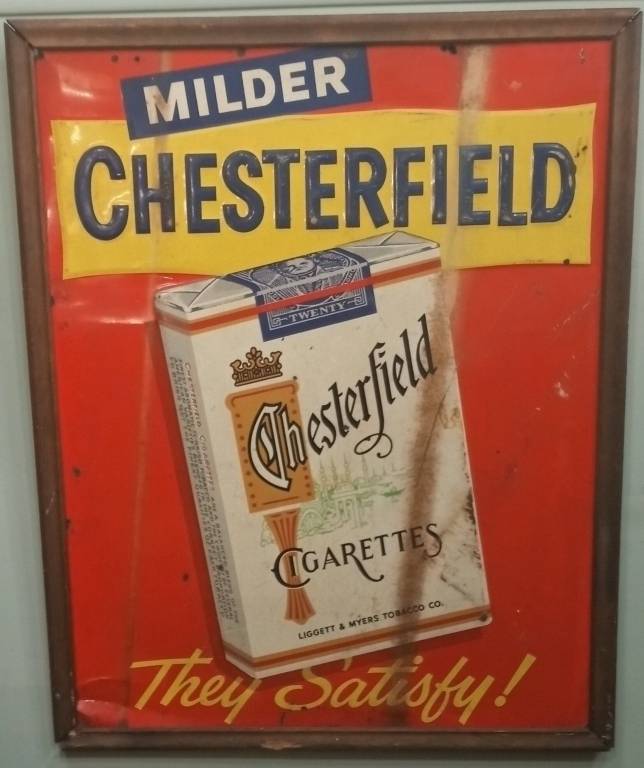 MILDER
CHESTERFIELD
TWENTY
Chesterfield
CIGARETTES
LIGGETT & MYERS TOBACCO CO.
They Satisfy!